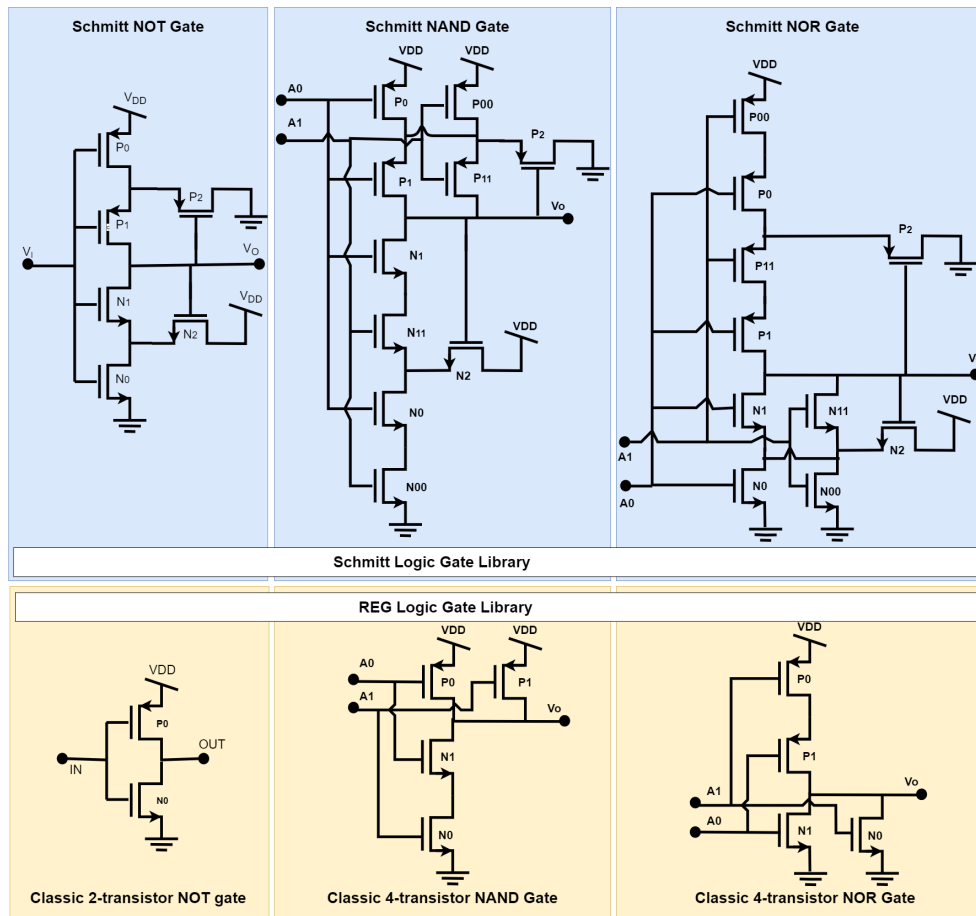 Schmitt NOT Gate
V_DD
P0
P1
P2
V_I
V_O
N1
V_DD
N2
N0
Schmitt NAND Gate
VDD
VDD
A0
P0
P00
A1
P2
P1
P11
Vo
N1
N11
VDD
N2
N0
N00
Schmitt NOR Gate
VDD
P00
P0
P2
P11
P1
V
N1
N11
VDD
A1
N2
N0
N00
A0
Schmitt Logic Gate Library
REG Logic Gate Library
VDD
P0
IN
OUT
N0
Classic 2-transistor NOT gate
VDD
VDD
A0
P0
P1
A1
Vo
N1
N0
Classic 4-transistor NAND Gate
VDD
P0
P1
A1
Vo
A0
N1
N0
Classic 4-transistor NOR Gate